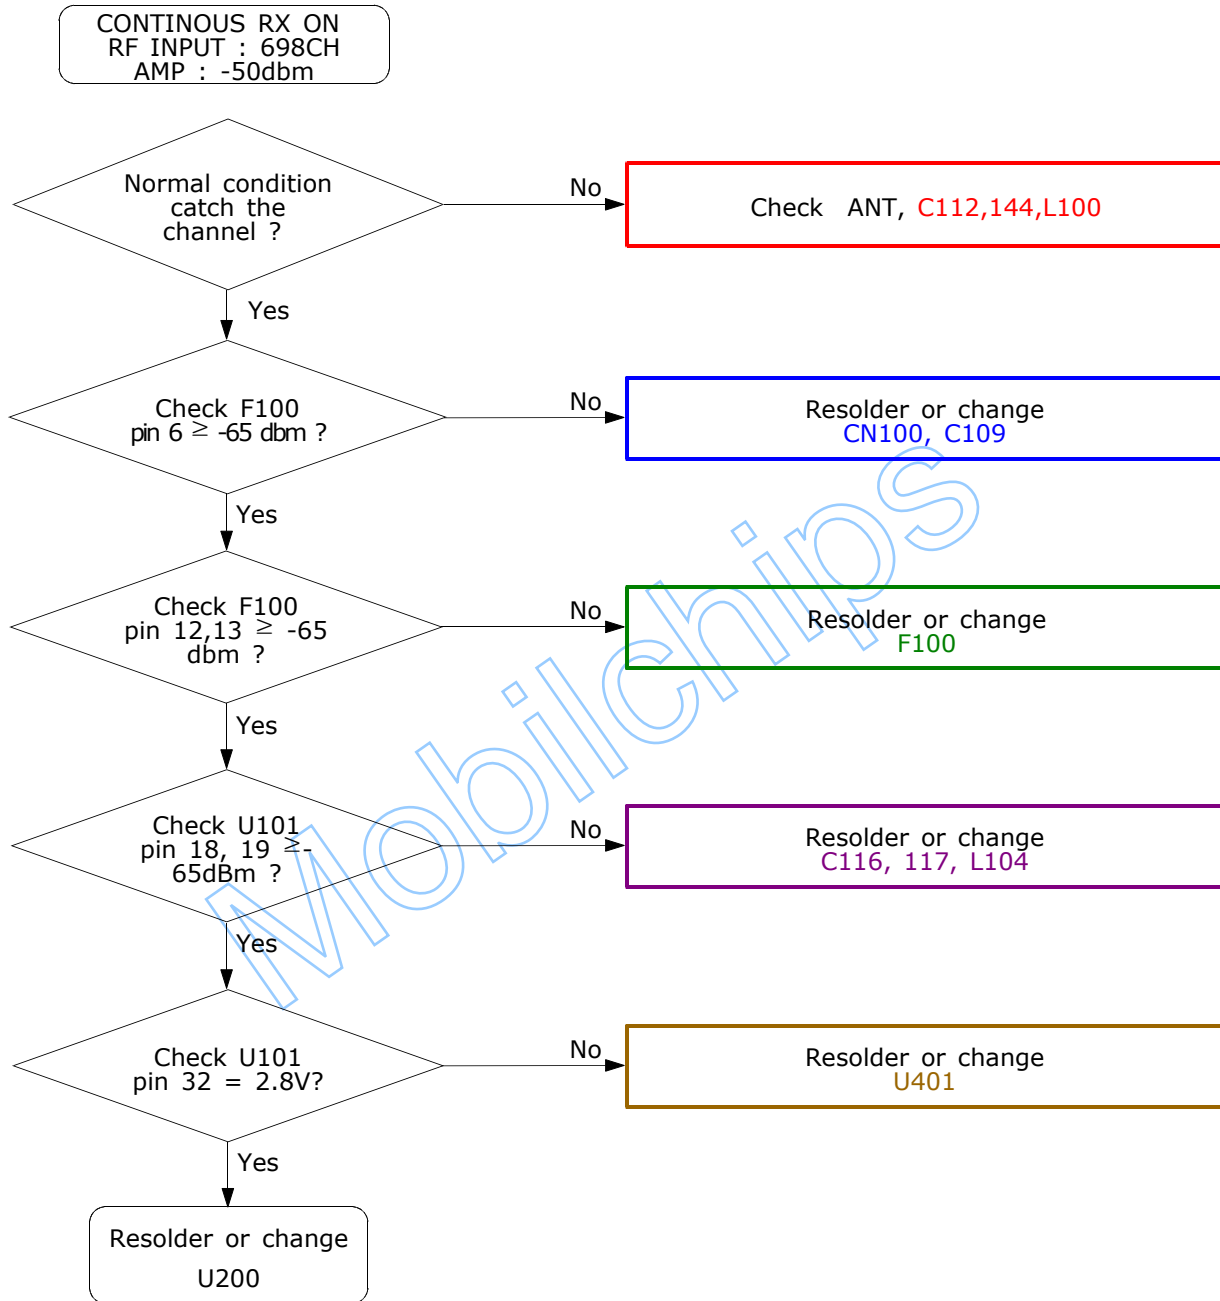 CONTINOUS RX ON
RF INPUT : 698CH
AMP : -50dbm
Normal condition
catch the
channel ?
No
Check ANT, C112,144,L100
Yes
Check F100
pin 6 ≥ -65 dbm ?
No
Resolder or change
CN100, C109
Yes
Check F100
pin 12,13 ≥ -65
dbm ?
No
Resolder or change
F100
Yes
Check U101
pin 18, 19 ≥-
65dBm ?
No
Resolder or change
C116, 117, L104
Yes
Check U101
pin 32 = 2.8V?
No
Resolder or change
U401
Yes
Resolder or change
U200
Mobilchips